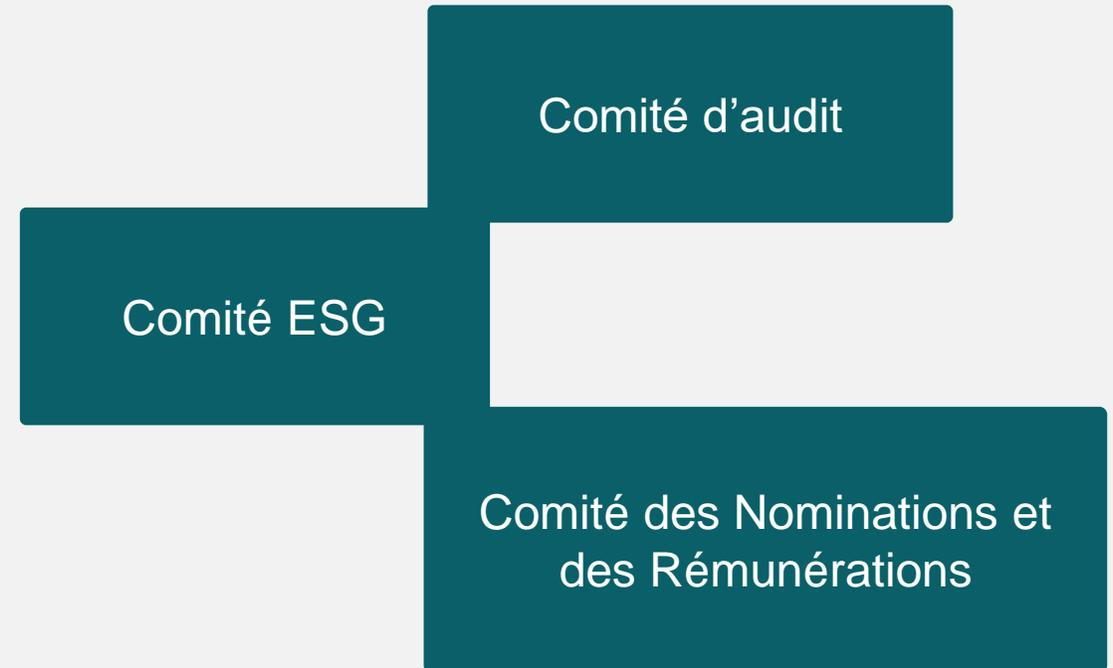 Comité d’audit
Comité ESG
Comité des Nominations et
des Rémunérations